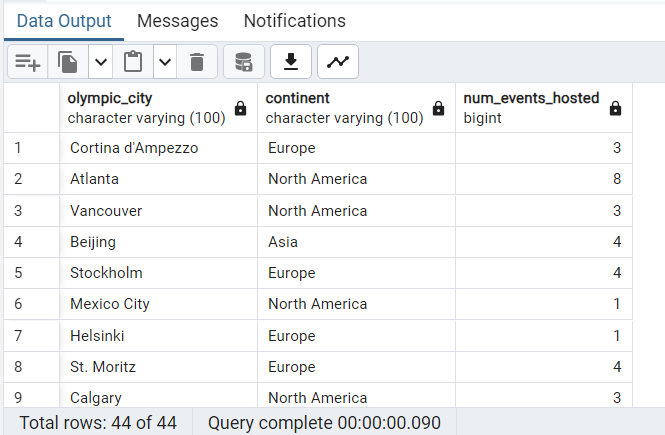 Data Output Messages Notifications
olympic_city continent num_events_hosted
character varying (100) character varying (100) bigint
1 Cortina d'Ampezzo Europe 3
2 Atlanta North America 8
3 Vancouver North America 3
4 Beijing Asia 4
5 Stockholm Europe 4
6 Mexico City North America 1
7 Helsinki Europe 1
8 St. Moritz Europe 4
9 Calgary North America 3
Total rows: 44 of 44 Query complete 00:00:00.090